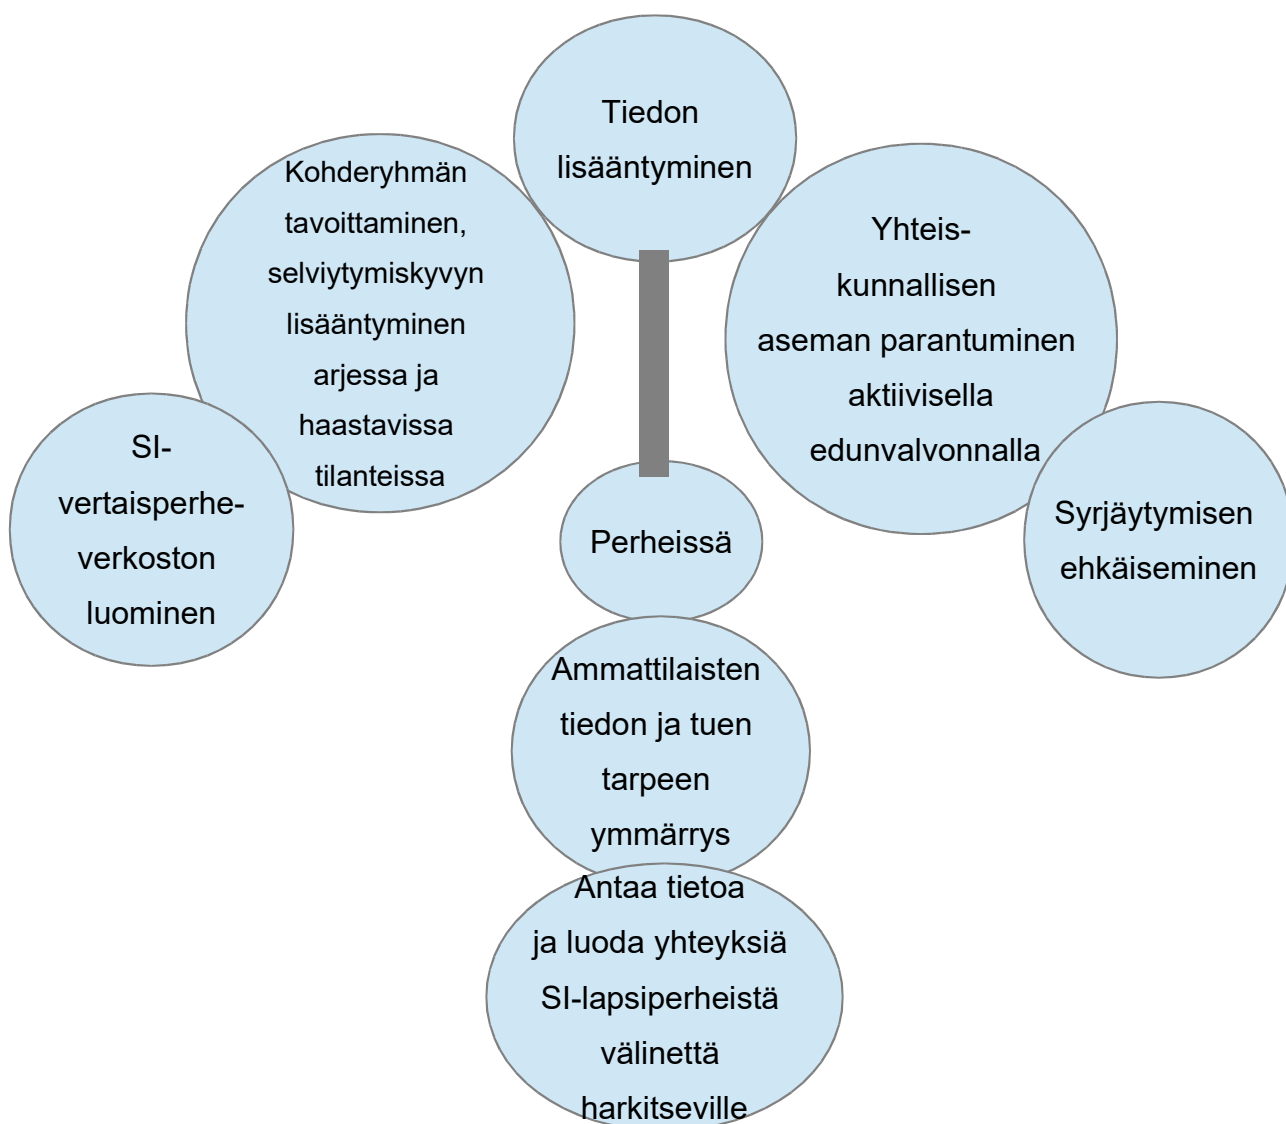 Tiedon
lisääntyminen
Kohderyhmän
tavoittaminen,
selviytymiskyvyn
lisääntyminen
arjessa ja
haastavissa
tilanteissa
Yhteis-
kunnallisen
aseman parantuminen
aktiivisella
edunvalvonnalla
SI-
vertaisperhe-
verkoston
luominen
Perheissä
Syrjäytymisen
ehkäiseminen
Ammattilaisten
tiedon ja tuen
tarpeen
ymmärrys
Antaa tietoa
ja luoda yhteyksiä
SI-lapsiperheistä
välinettä
harkitseville